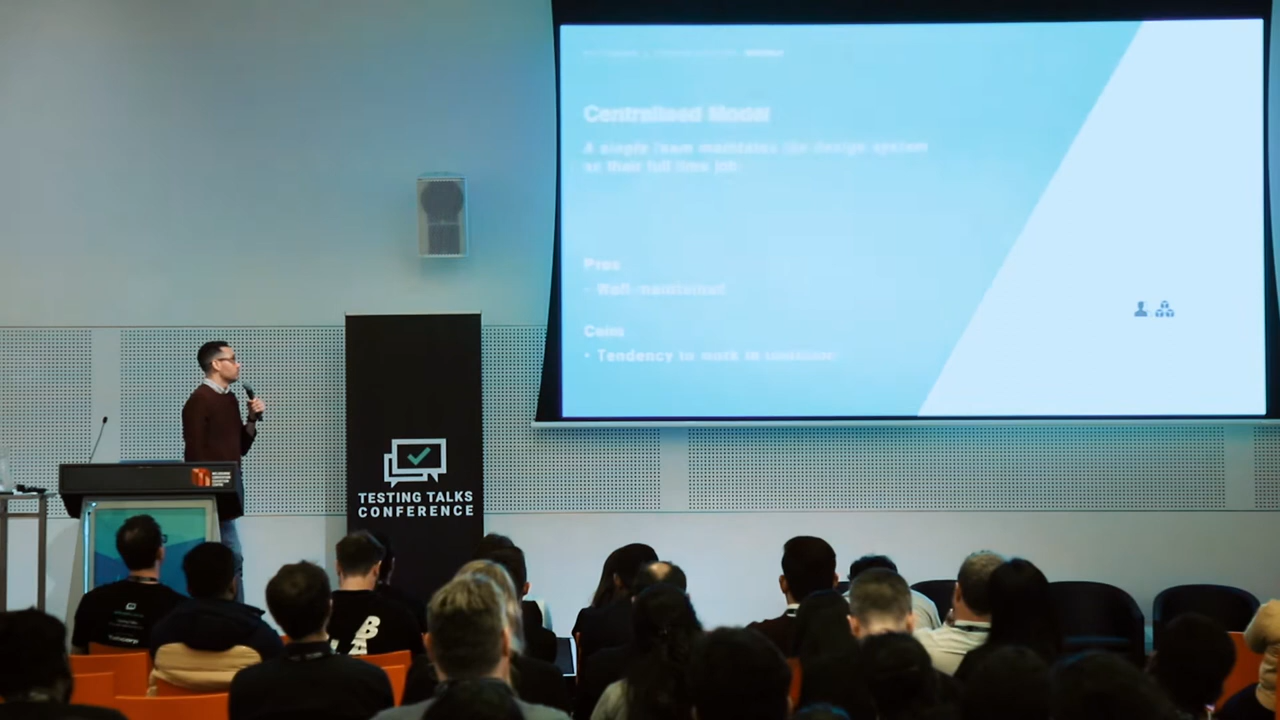 Centralised Model
A single team maintains the design system
as their full time job
Pros
Well-maintained
Cons
• Tendency to work in
TESTING TALKS
CONFERENCE